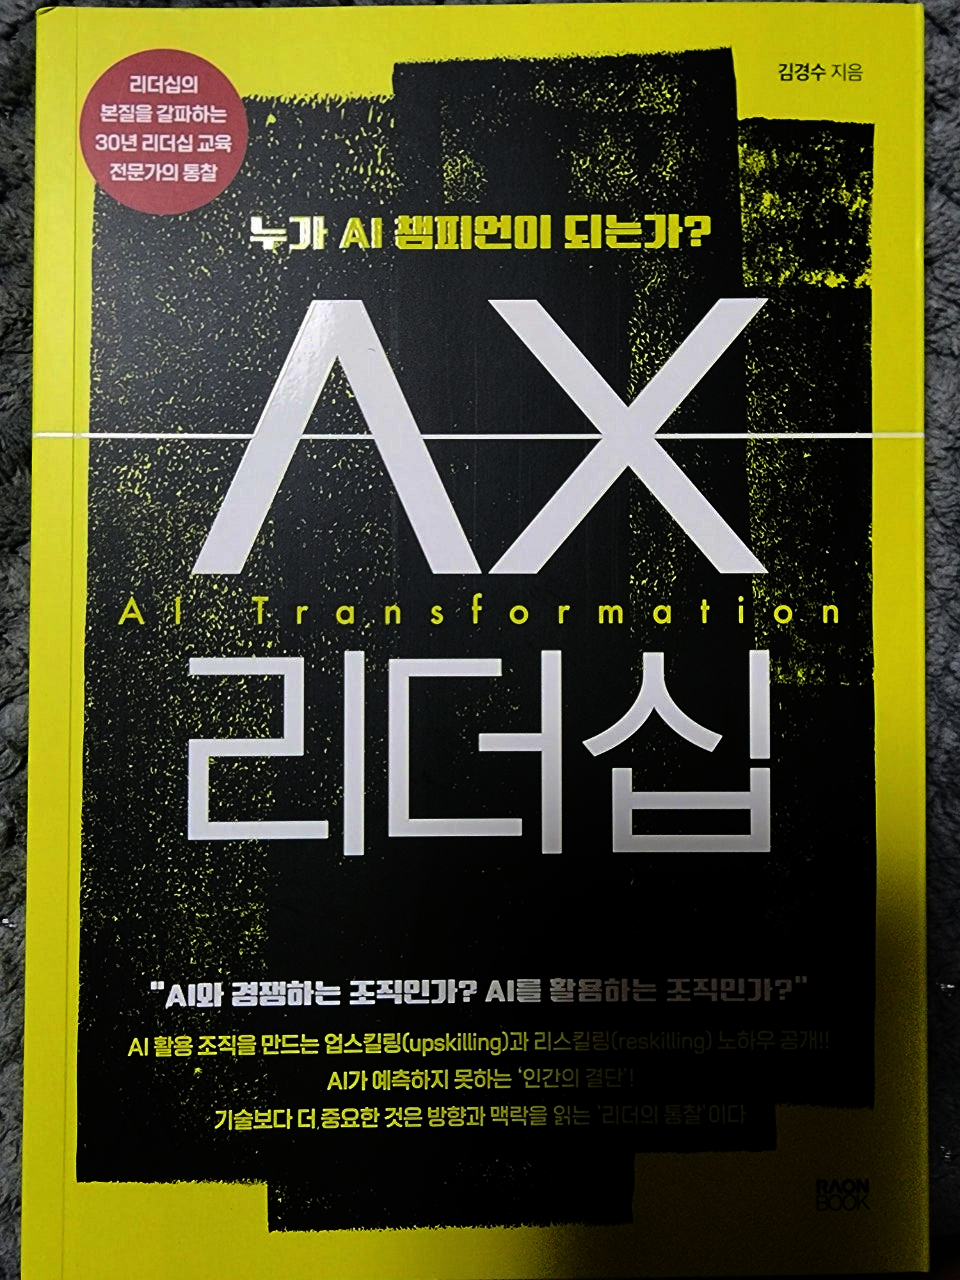 리더십의
본질을 갈파하는
30년 리더십 교육
전문가의 통찰
김경수 지음
누가 AI 챔피언이 되는가?
AX
AI Transformation
리더십
"AI와 경쟁하는 조직인가? AI를 활용하는 조직인가?"
AI 활용 조직을 만드는 업스킬링(upskilling)과 리스킬링(reskilling) 노하우 공개!!
AI가 예측하지 못하는 '인간의 결단'!
기술보다 더 중요한 것은 방향과 맥락을 읽는 '리더의 통찰'이다
RAON
BOOK